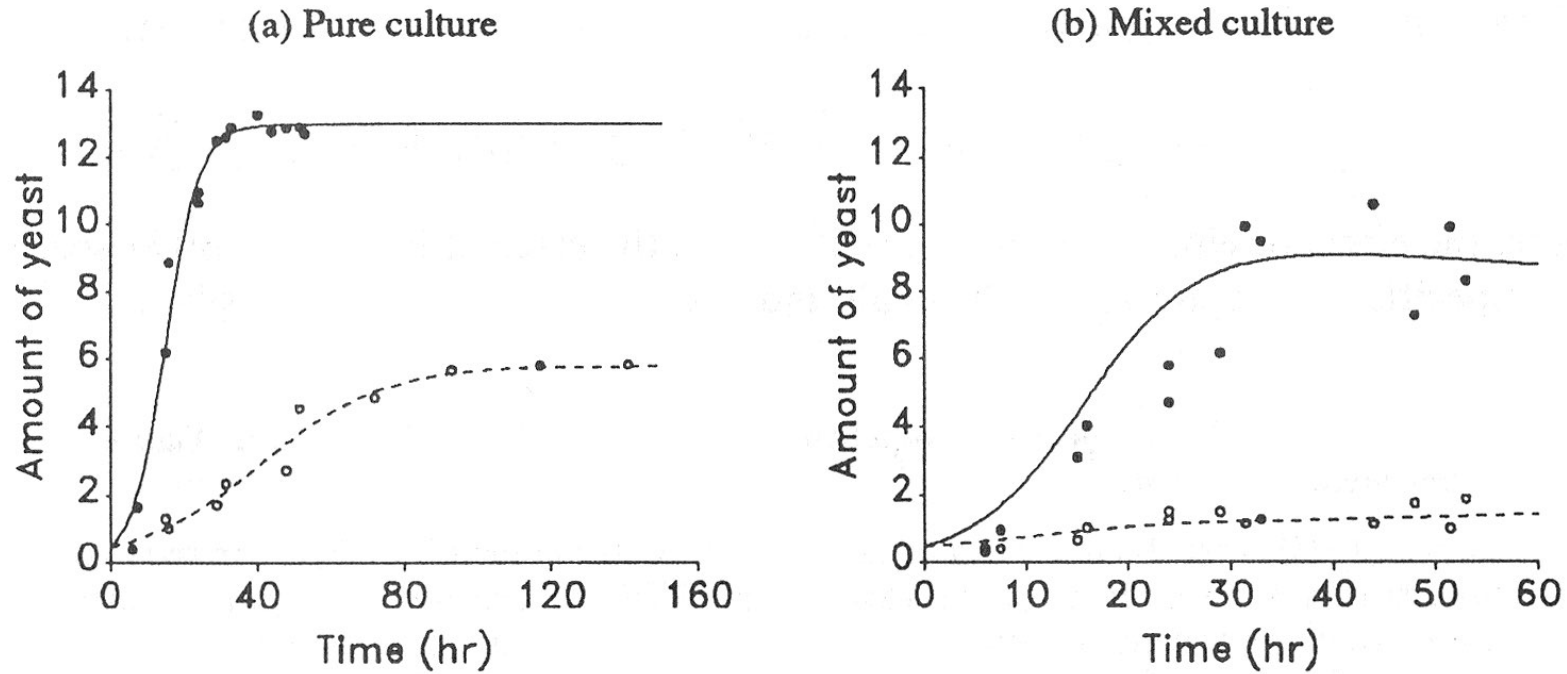 (a) Pure culture
14
12
10
8
6
4
2
0
Amount of yeast
0 40 80 120 160
Time (hr)
(b) Mixed culture
14
12
10
8
6
4
2
0
Amount of yeast
0 10 20 30 40 50 60
Time (hr)